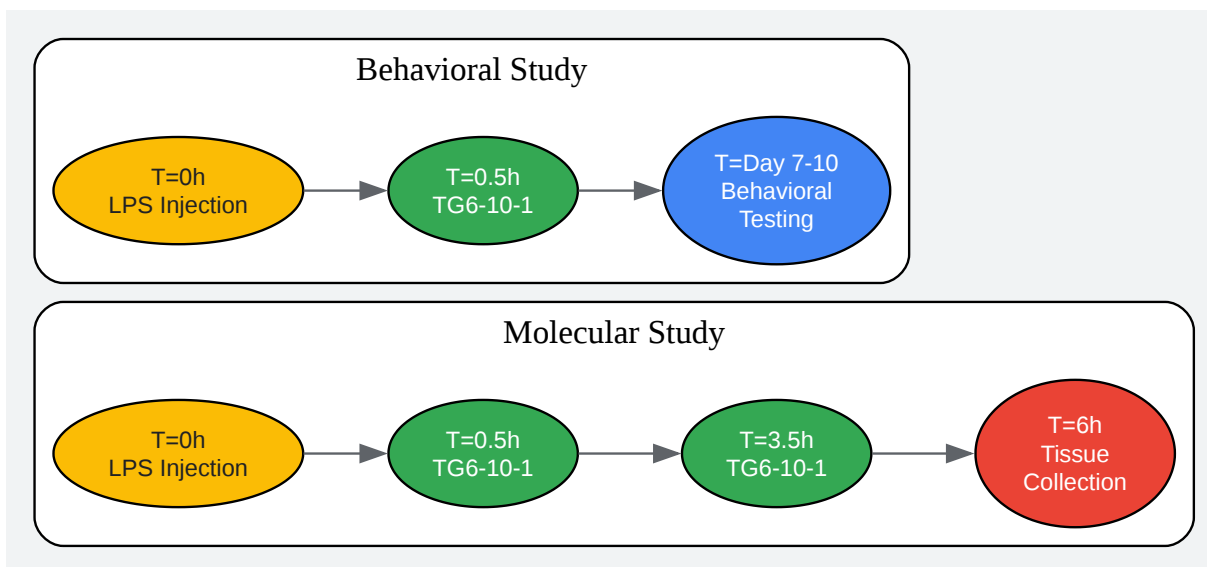 Behavioral Study
T=0h
LPS Injection
T=0.5h
TG6-10-1
T=Day 7-10
Behavioral
Testing
Molecular Study
T=0h
LPS Injection
T=0.5h
TG6-10-1
T=3.5h
TG6-10-1
T=6h
Tissue
Collection